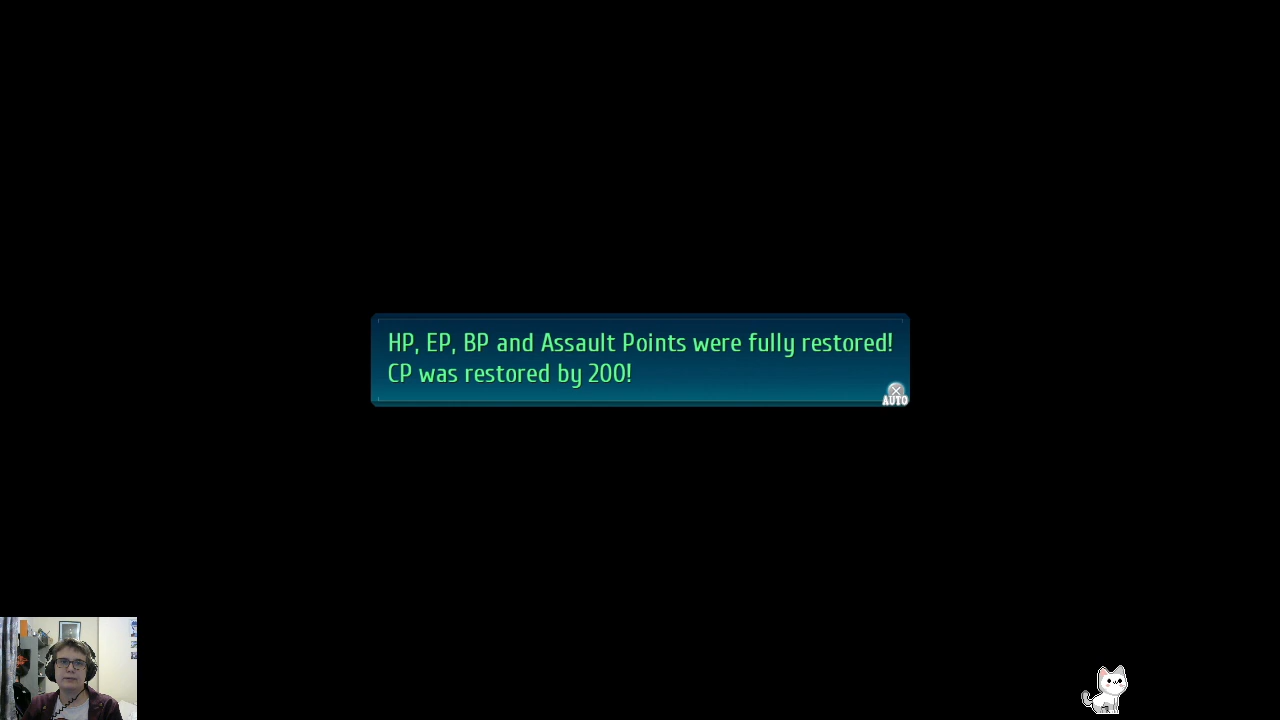 HP, EP, BP and Assault Points were fully restored!
CP was restored by 200!
AUTO